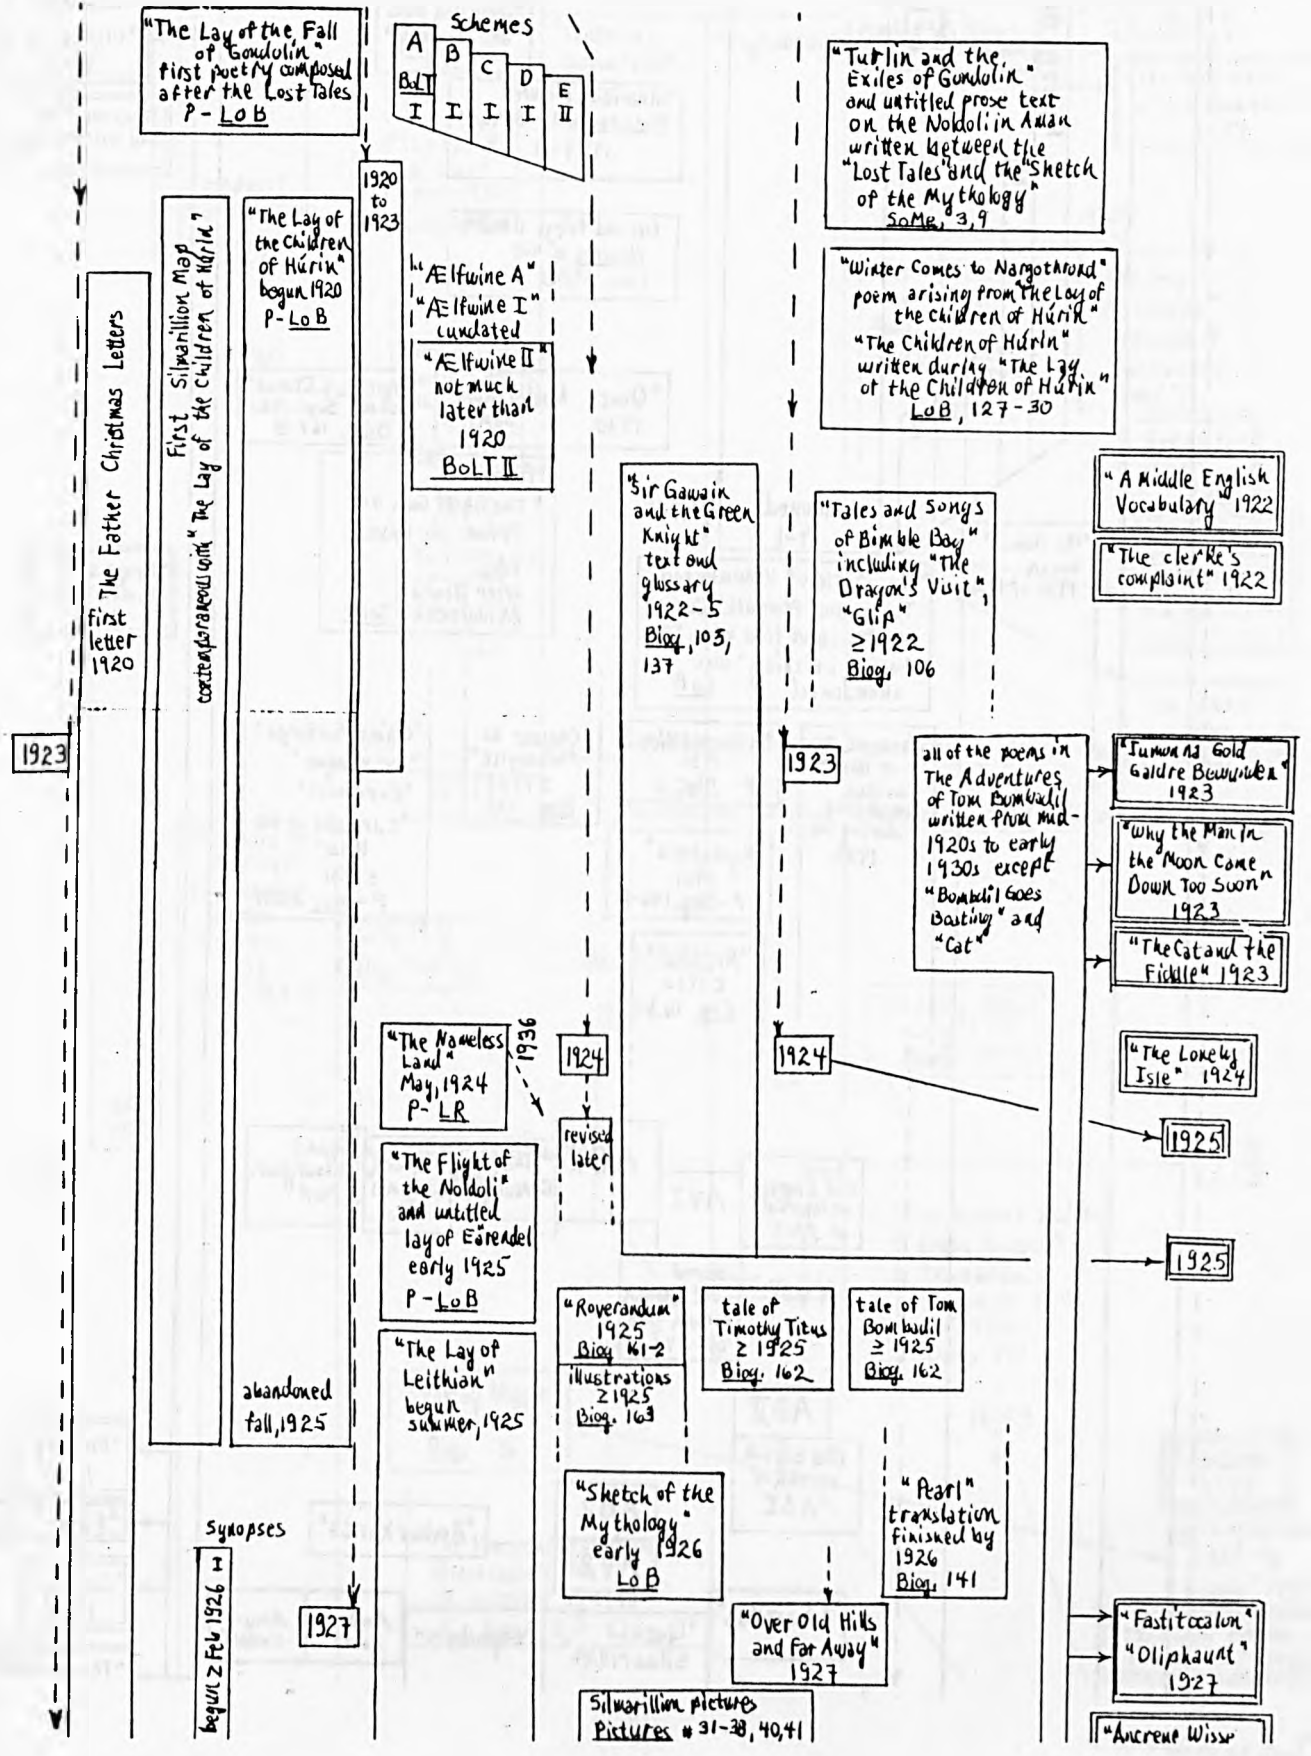 "The Lay of the Fall
of Gondolin"
first poetry composed
after the Lost Tales
P - LoB
Schemes
A
BoLT
I
B
I
C
I
D
I
E
II
"Turlin and the
Exiles of Gondolin"
and untitled prose text
on the Noldoli in Aman
written between the
"Lost Tales" and the "Sketch
of the Mythology"
SoMe, 3,9
1920
to
1923
First Silmarillion Map
contemporaneous with "The Lay of the Children of Húrin"
"The Lay of
the Children
of Húrin"
begun 1920
P - LoB
"Winter Comes to Nargothrond"
poem arising from "The Lay of
the Children of Húrin"
"The Children of Húrin"
written during "The Lay
of the Children of Húrin"
LoB, 127-30
"Ælfwine A"
"Ælfwine I"
undated
"Ælfwine II"
not much
later than
1920
BoLT II
The Father Christmas Letters
first
letter
1920
"Sir Gawain
and the Green
Knight"
text and
glossary
1922-5
Biog, 105,
137
"Tales and Songs
of Bimble Bay"
including "The
Dragon's Visit",
"Glip"
≥1922
Biog, 106
"A Middle English
Vocabulary" 1922
"The clerke's
complaint" 1922
1923
1923
all of the poems in
The Adventures
of Tom Bombadil
written from mid-
1920s to early
1930s except
"Bombdil Goes
Boating" and
"Cat"
"Iumonna Gold
Galdre Bewunden"
1923
"Why the Man in
the Moon Came
Down Too Soon"
1923
"The Cat and the
Fiddle" 1923
"The Nameless
Land"
May, 1924
P - LR
1936
1924
revised
later
1924
"The Lonely
Isle" 1924
1925
1925
"The Flight of
the Noldoli"
and untitled
lay of Eärendel
early 1925
P - LoB
"Roverandum"
1925
Biog 161-2
illustrations
≥1925
Biog. 163
tale of
Timothy Titus
≥ 1925
Biog. 162
tale of Tom
Bombadil
≥ 1925
Biog. 162
"The Lay of
Leithian"
begun
summer, 1925
abandoned
fall, 1925
"Sketch of the
Mythology"
early 1926
LoB
"Pearl"
translation
finished by
1926
Biog, 141
Synopses
begun ≥ Feb 1926 I
1927
"Over Old Hills
and Far Away"
1927
"Fastitocalon"
"Oliphaunt"
1927
Silmarillion pictures
Pictures # 31-38, 40, 41
"Ancrene Wisse